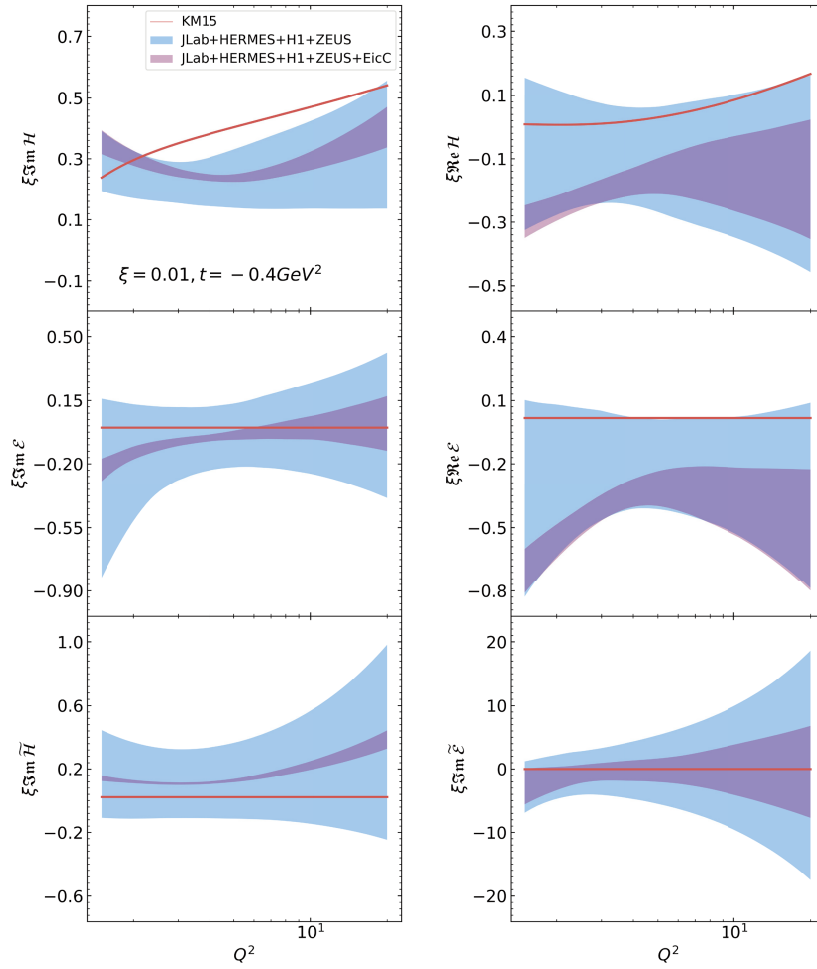 KM15
JLab+HERMES+H1+ZEUS
JLab+HERMES+H1+ZEUS+EicC
0.7
0.5
0.3
0.1
−0.1
ξ𝕴𝖒 ℋ
ξ = 0.01, t = − 0.4GeV²
0.3
0.1
−0.1
−0.3
−0.5
ξ𝕽𝖊 ℋ
0.50
0.15
−0.20
−0.55
−0.90
ξ𝕴𝖒 ℰ
0.4
0.1
−0.2
−0.5
−0.8
ξ𝕽𝖊 ℰ
1.0
0.6
0.2
−0.2
−0.6
ξ𝕴𝖒 ℋ̃
10¹
Q²
20
10
0
−10
−20
ξ𝕴𝖒 ℰ̃
10¹
Q²